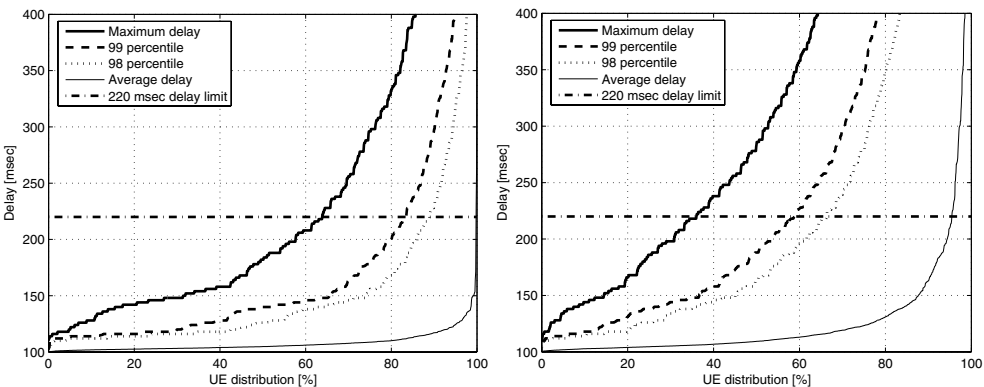 400
350
300
250
200
150
100
Delay [msec]
Maximum delay
99 percentile
98 percentile
Average delay
220 msec delay limit
0 20 40 60 80 100
UE distribution [%]
400
350
300
250
200
150
100
Delay [msec]
Maximum delay
99 percentile
98 percentile
Average delay
220 msec delay limit
0 20 40 60 80 100
UE distribution [%]